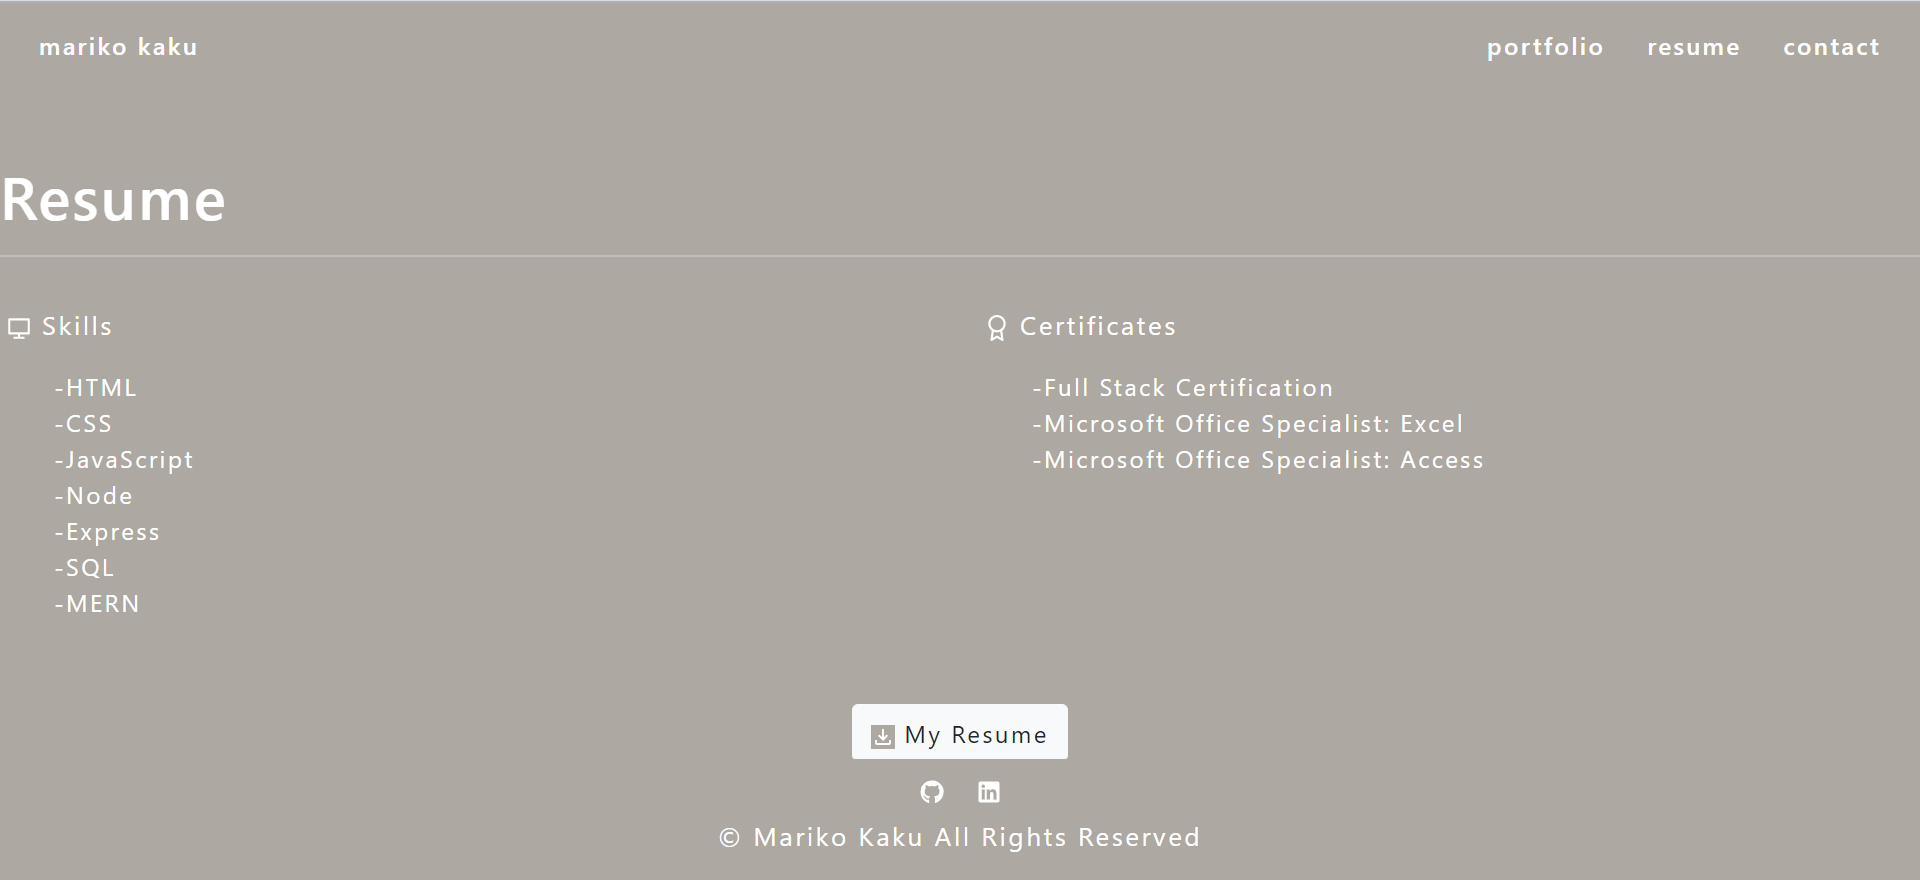 mariko kaku
portfolio resume contact
Resume
Skills
-HTML
-CSS
-JavaScript
-Node
-Express
-SQL
-MERN
Certificates
-Full Stack Certification
-Microsoft Office Specialist: Excel
-Microsoft Office Specialist: Access
My Resume
© Mariko Kaku All Rights Reserved